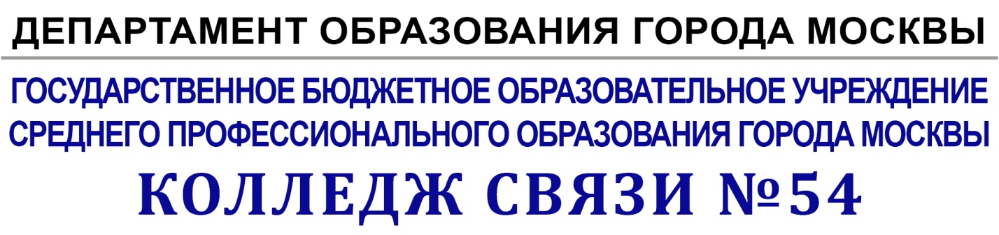 ДЕПАРТАМЕНТ ОБРАЗОВАНИЯ ГОРОДА МОСКВЫ
ГОСУДАРСТВЕННОЕ БЮДЖЕТНОЕ ОБРАЗОВАТЕЛЬНОЕ УЧРЕЖДЕНИЕ
СРЕДНЕГО ПРОФЕССИОНАЛЬНОГО ОБРАЗОВАНИЯ ГОРОДА МОСКВЫ
КОЛЛЕДЖ СВЯЗИ №54